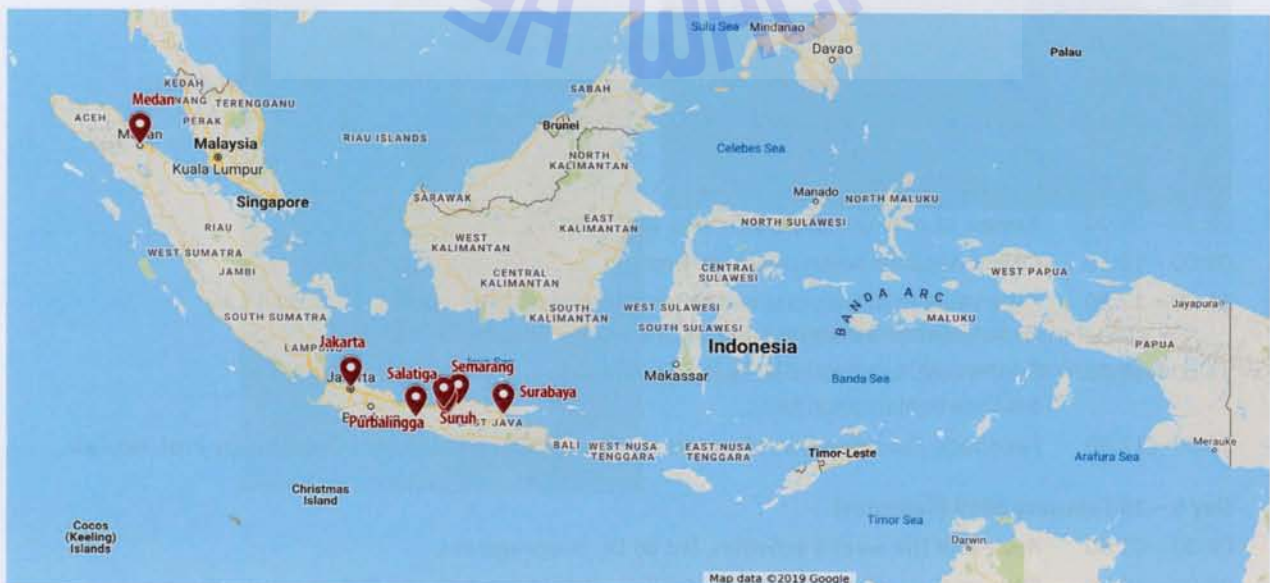 SA WACA
Sulu Sea
Mindanao
Davao
Palau
KEDAH
TERENGGANU
Medan
ACEH
PERAK
SABAH
Malaysia
Kuala Lumpur
RIAU ISLANDS
Brunei
Celebes Sea
NORTH
KALIMANTAN
Singapore
SARAWAK
Manado
NORTH MALUKU
NORTH SULAWESI
RIAU
WEST
KALIMANTAN
EAST
KALIMANTAN
WEST SUMATRA
JAMBI
CENTRAL
KALIMANTAN
CENTRAL
SULAWESI
WEST PAPUA
BANDA ARC
SOUTH SUMATRA
SOUTH
KALIMANTAN
WEST SULAWESI
SOUTH SULAWESI
MALUKU
Jayapura
PAPUA
Jakarta
Indonesia
Makassar
Banda Sea
Salatiga
Semarang
Surabaya
Purbalingga
Suruh
BALI
WEST NUSA
TENGGARA
EAST NUSA
TENGGARA
Timor-Leste
Merauke
Arafura Sea
Christmas
Island
Cocos
(Keeling)
Islands
Timor Sea
Darwin
Map data ©2019 Google